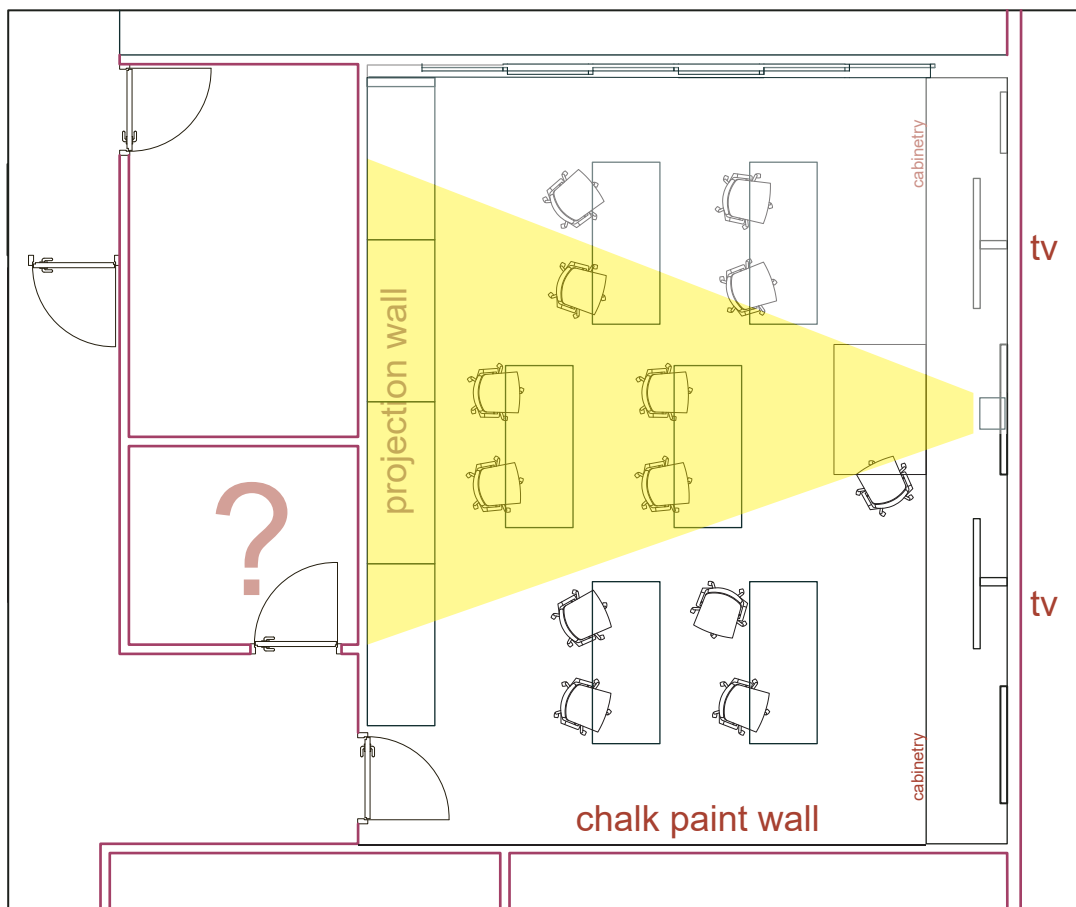 cabinetry
tv
projection wall
?
tv
cabinetry
chalk paint wall